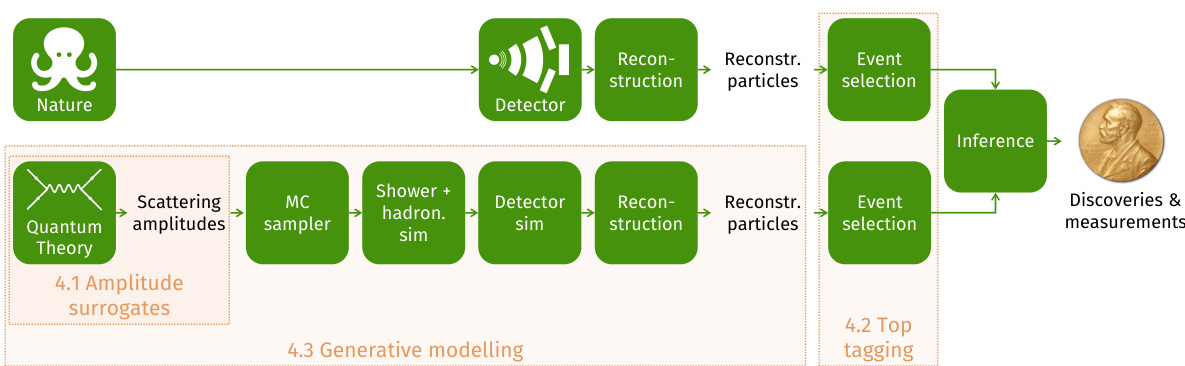 Nature
Detector
Recon-
struction
Reconstr.
particles
Event
selection
Inference
Discoveries &
measurements
Quantum
Theory
Scattering
amplitudes
MC
sampler
Shower +
hadron.
sim
Detector
sim
Recon-
struction
Reconstr.
particles
Event
selection
4.1 Amplitude
surrogates
4.3 Generative modelling
4.2 Top
tagging